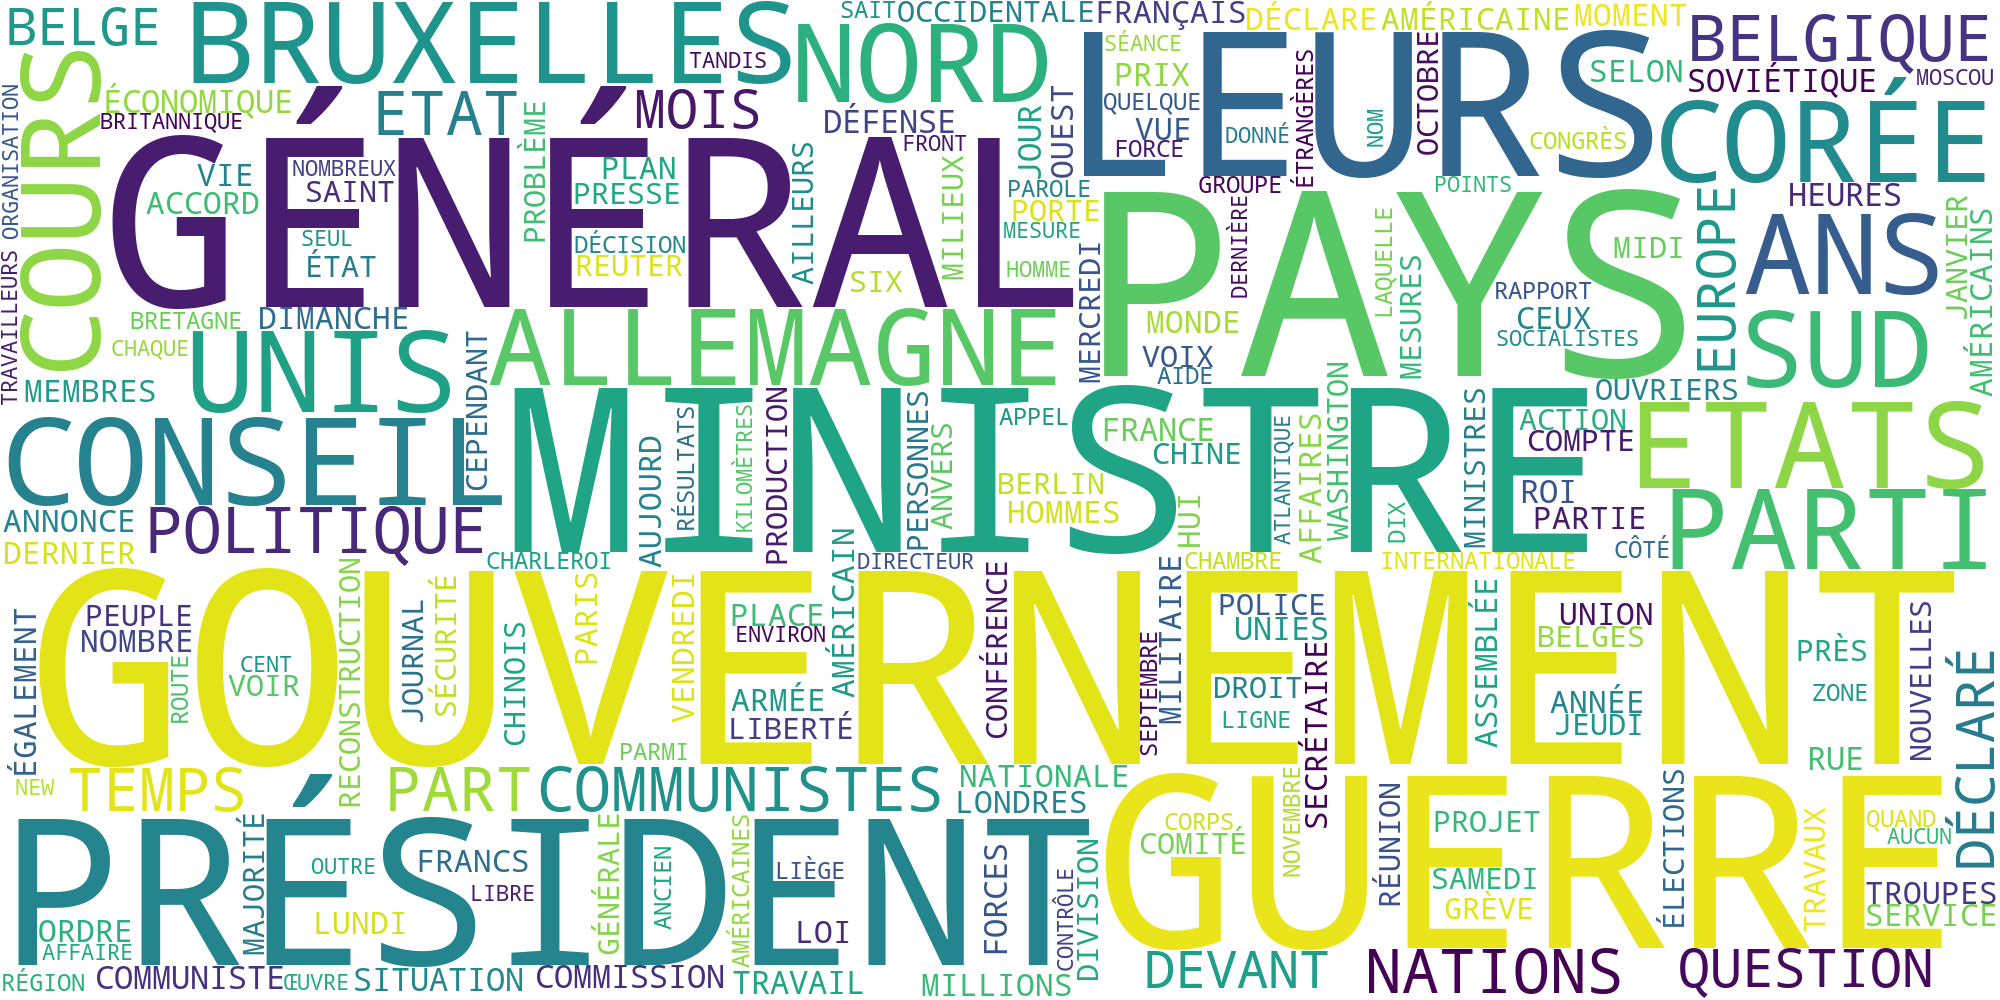 BELGE
BRUXELLES
TANDIS
SAIT
OCCIDENTALE
FRANÇAIS
DÉCLARE
AMÉRICAINE
MOMENT
BELGIQUE
COURS
NORD
LEURS
SÉANCE
PRIX
QUELQUE
VUE
FORCE
DONNÉ
ÉTRANGÈRES
NOM
OCTOBRE
SELON
CONGRÈS
SOVIÉTIQUE
MOSCOU
CORÉE
ÉCONOMIQUE
BRITANNIQUE
ETAT
MOIS
DÉFENSE
FRONT
JOUR
OUEST
ORGANISATION
TRAVAILLEURS
GÉNÉRAL
VIE
ACCORD
NOMBREUX
SAINT
SEUL
ÉTAT
PROBLÈME
PLAN
PRESSE
DÉCISION
REUTER
AILLEURS
SIX
MILIEUX
PAROLE
PORTE
MESURE
HOMME
MERCREDI
PAYS
GROUPE
DERNIÈRE
POINTS
LAQUELLE
MESURES
MIDI
MONDE
VOIX
AIDE
RAPPORT
CEUX
SOCIALISTES
EUROPE
HEURES
ANS
JANVIER
AMÉRICAINS
SUD
BRETAGNE
DIMANCHE
CHAQUE
UNIS
ALLEMAGNE
MEMBRES
CEPENDANT
CONSEIL
MINISTRE
OUVRIERS
ETATS
ACTION
COMPTE
ROI
PARTIE
CÔTÉ
PARTI
AUJOURD
RÉSULTATS
KILOMÈTRES
PRODUCTION
PERSONNES
ANVERS
APPEL
BERLIN
HOMMES
FRANCE
CHINE
HUI
ATLANTIQUE
AFFAIRES
WASHINGTON
DIX
MINISTRES
ANNONCE
DERNIER
POLITIQUE
CHARLEROI
DIRECTEUR
CHAMBRE
INTERNATIONALE
GOUVERNEMENT
ÉGALEMENT
PEUPLE
NOMBRE
ROUTE
CENT
VOIR
RECONSTRUCTION
JOURNAL
SÉCURITÉ
CHINOIS
PARIS
PARMI
VENDREDI
PLACE
ENVIRON
ARMÉE
LIBERTÉ
AMÉRICAIN
CONFÉRENCE
SEPTEMBRE
MILITAIRE
POLICE
UNIES
DROIT
LIGNE
SECRÉTAIRE
ASSEMBLÉE
UNION
BELGES
ANNÉE
JEUDI
PRÈS
ZONE
RUE
NOUVELLES
DÉCLARÉ
NEW
TEMPS
PART
COMMUNISTES
NATIONALE
LONDRES
PRÉSIDENT
GUERRE
CORPS
COMITÉ
NOVEMBRE
RÉUNION
PROJET
SAMEDI
GRÈVE
ÉLECTIONS
TRAVAUX
QUAND
AUCUN
TROUPES
SERVICE
MAJORITÉ
OUTRE
LUNDI
FRANCS
LIBRE
GÉNÉRALE
ANCIEN
AMÉRICAINES
LIÈGE
LOI
FORCES
CONTRÔLE
DIVISION
ORDRE
AFFAIRE
RÉGION
COMMUNISTE
ŒUVRE
SITUATION
COMMISSION
TRAVAIL
MILLIONS
DEVANT
NATIONS
QUESTION